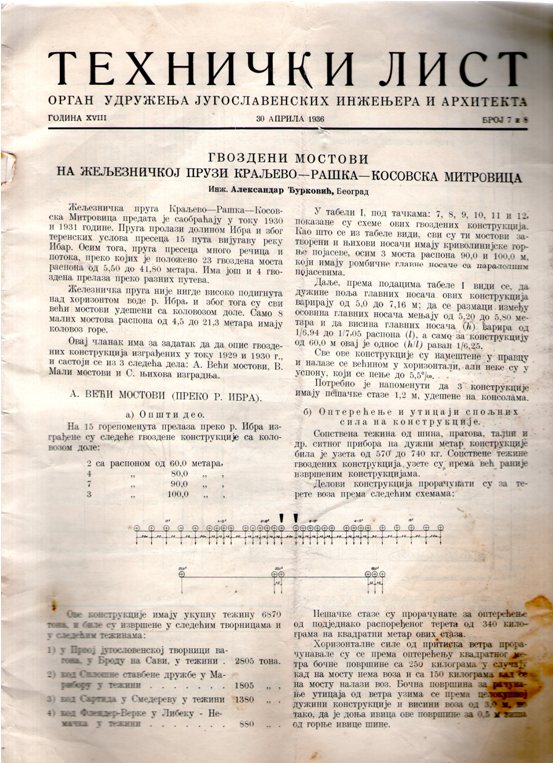 ТЕХНИЧКИ ЛИСТ
ОРГАН УДРУЖЕЊА ЈУГОСЛАВЕНСКИХ ИНЖЕЊЕРА И АРХИТЕКТА
ГОДИНА XVIII
30 АПРИЛА 1936
БРОЈ 7 и 8
ГВОЗДЕНИ МОСТОВИ
НА ЖЕЉЕЗНИЧКОЈ ПРУЗИ КРАЉЕВО—РАШКА—КОСОВСКА МИТРОВИЦА
Инж. Александар Ђурковић, Београд
Жељезничка пруга Краљево—Рашка—Косов-
ска Митровица предата је саобраћају у току 1930
и 1931 године. Пруга пролази долином Ибра и због
теренских услова пресеца 15 пута вијугаву реку
Ибар. Осим тога, пруга пресеца много речица и
потока, преко којих је положено 23 гвоздена моста
распона од 5,50 до 41,80 метара. Има још и 4 гво-
здена прелаза преко разних путева.
Железничка пруга није нигде високо подигнута
над хоризонтом воде р. Ибра, и због тога су сви
већи мостови удешени са коловозом доле. Само 8
малих мостова распона од 4,5 до 21,3 метара имају
коловоз горе.
Овај чланак има за задатак да да опис гвозде-
них конструкција изграђених у току 1929 и 1930 г.,
и састоји се из 3 следећа дела: А. Већи мостови, В.
Мали мостови и С. њихова изградња.
А. ВЕЋИ МОСТОВИ (ПРЕКО Р. ИБРА).
а) Општи део.
На 15 горепоменута прелаза преко р. Ибра из-
грађене су следеће гвоздене конструкције са коло-
возом доле:
2 са распоном од 60,0 метара,
4 „ „ 80,0 „ ,
7 „ „ 90,0 „ ,
3 „ „ 100,0 „ ,
Ове конструкције имају укупну тежину 6870
тона, и биле су извршене у следећим творницама и
у следећим тежинама:
1) у Првој југословенској творници ва-
гона, у Броду на Сави, у тежини . 2805 тона.
2) код Сплошне ставбене дружбе у Ма-
рибору у тежини . . . . . . 1805 „ „
3) код Сартида у Смедереву у тежини 1380 „ .
4) код Флендер-Верке у Либеку - Не-
мачка у тежини . . . . . . . . 880 „ .
У табели I, под тачкама: 7, 8, 9, 10, 11 и 12,
показане су схеме ових гвоздених конструкција.
Као што се из табеле види, сви су ти мостови за-
творени и њихови носачи имају криволинијске гор-
ње појасеве, осим 3 моста распона 90,0 и 100,0 м,
који имају ромбичне главне носаче са паралелним
појасевима.
Даље, према подацима табеле I види се, да
дужине поља главних носача ових конструкција
варирају од 5,0 до 7,16 м; да се размаци између
осовина главних носача мењају од 5,20 до 5,80 ме-
тара и да висина главних носача (h) варира од
1/6,94 до 1/7.05 распона (l), а само за конструкцију
од 60,0 м овај је однос (h/l) раван 1/6,25.
Све ове конструкције су намештене у правцу
и налазе се већином у хоризонтали, али неке су у
успону, који се пење до 5,5°/₀₀.
Потребно је напоменути да 3 конструкције
имају пешачке стазе 1,2 м, удешене на конзолама.
б) Оптерећење и утицаји спољних
сила на конструкције.
Сопствена тежина од шина, прагова, талпи и
др. ситног прибора на дужни метар конструкције
била је узета од 570 до 740 кг. Сопствене тежине
гвоздених конструкција узете су према већ раније
извршеним конструкцијама.
Делови конструкција прорачунати су за те-
рете воза према следећим схемама:
Пешачке стазе су прорачунате за оптерећење
од подједнако распоређеног терета од 340 кило-
грама на квадратни метар ових стаза.
Хоризонталне силе од притиска ветра прора-
чунавале су се према оптерећењу квадратног ме-
тра бочне површине са 250 килограма у случају
кад на мосту нема воза и са 150 килограма кад се
на мосту налази воз. Бочна површина за рачуна-
ње утицаја од ветра узима се према целокупној
дужини конструкције и висини воза од 3,0 м, но
тако, да је доња ивица ове површине за 0,5 м виша
од горње ивице шине.